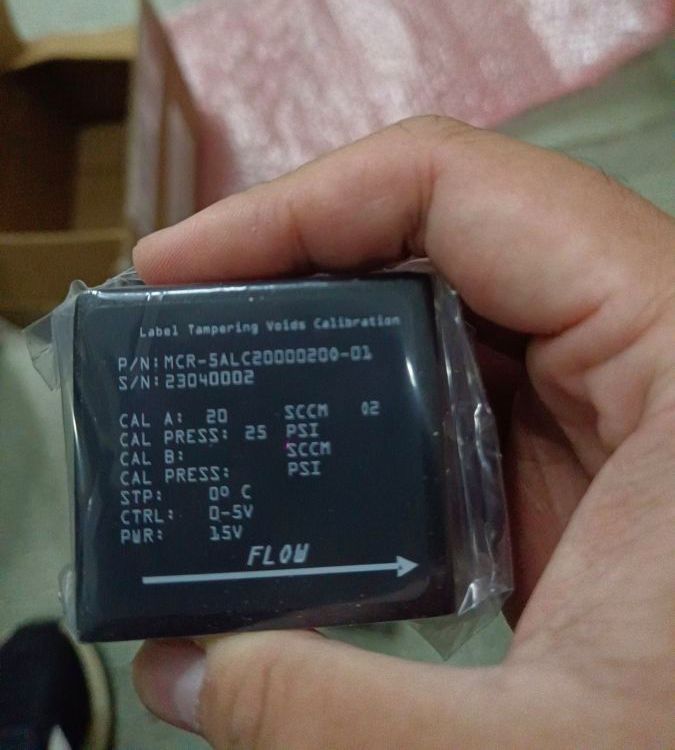 Label Tampering Voids Calibration
P/N: MCR-5ALC20000200-01
S/N: 23040002
CAL A: 20 SCCM 02
CAL PRESS: 25 PSI
CAL B: SCCM
CAL PRESS: PSI
STP: 0° C
CTRL: 0-5V
PWR: 15V
FLOW